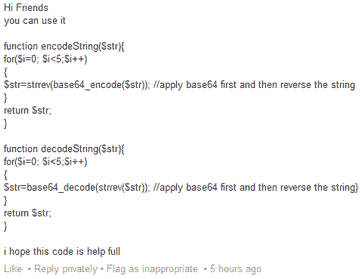 Hi Friends
you can use it
function encodeString($str){
for($i=0; $i<5;$i++)
{
$str=strrev(base64_encode($str)); //apply base64 first and then reverse the string
}
return $str;
}
function decodeString($str){
for($i=0; $i<5;$i++)
{
$str=base64_decode(strrev($str)); //apply base64 first and then reverse the string}
}
return $str;
}
i hope this code is help full
Like • Reply privately • Flag as inappropriate • 5 hours ago